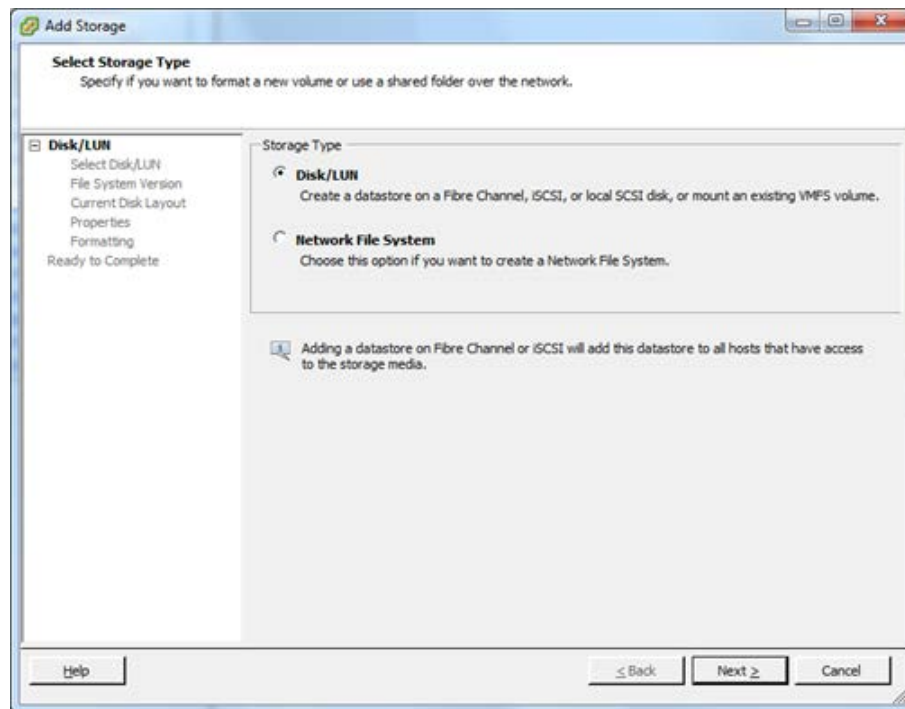 Add Storage
Select Storage Type
Specify if you want to format a new volume or use a shared folder over the network.
Disk/LUN
Select Disk/LUN
File System Version
Current Disk Layout
Properties
Formatting
Ready to Complete
Storage Type
Disk/LUN
Create a datastore on a Fibre Channel, iSCSI, or local SCSI disk, or mount an existing VMFS volume.
Network File System
Choose this option if you want to create a Network File System.
Adding a datastore on Fibre Channel or iSCSI will add this datastore to all hosts that have access
to the storage media.
Help
< Back
Next >
Cancel